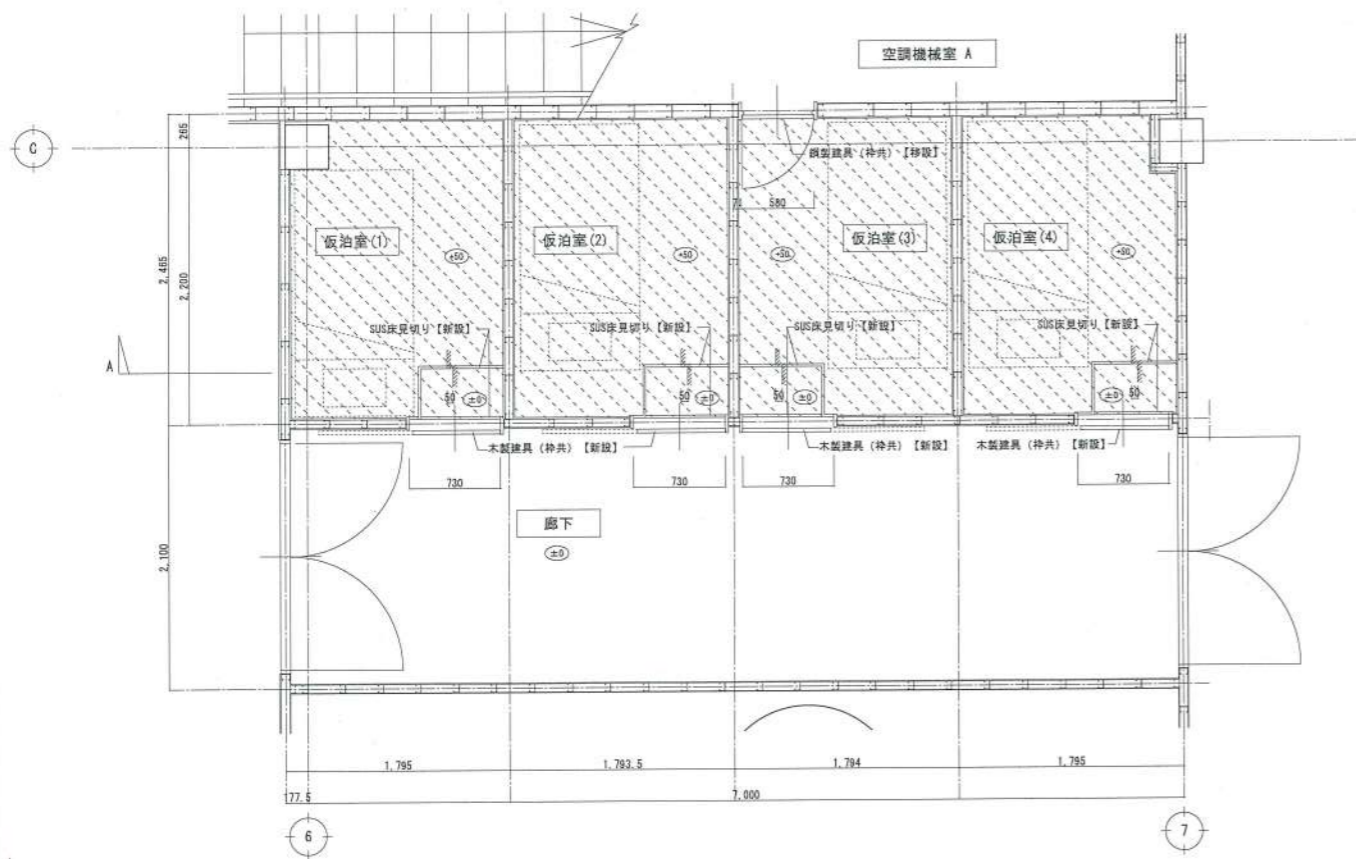 空調機械室 A
G
265
鋼製建具（枠共）【移設】
71
580
仮泊室(1)
仮泊室(2)
仮泊室(3)
仮泊室(4)
+50
+50
+50
+50
2,465
2,200
SUS床見切り【新設】
SUS床見切り【新設】
SUS床見切り【新設】
SUS床見切り【新設】
A
50
±0
50
±0
50
±0
±0
50
木製建具（枠共）【新設】
木製建具（枠共）【新設】
木製建具（枠共）【新設】
730
730
730
730
廊下
±0
2,100
1,795
1,793.5
1,794
1,795
177.5
7,000
6
7